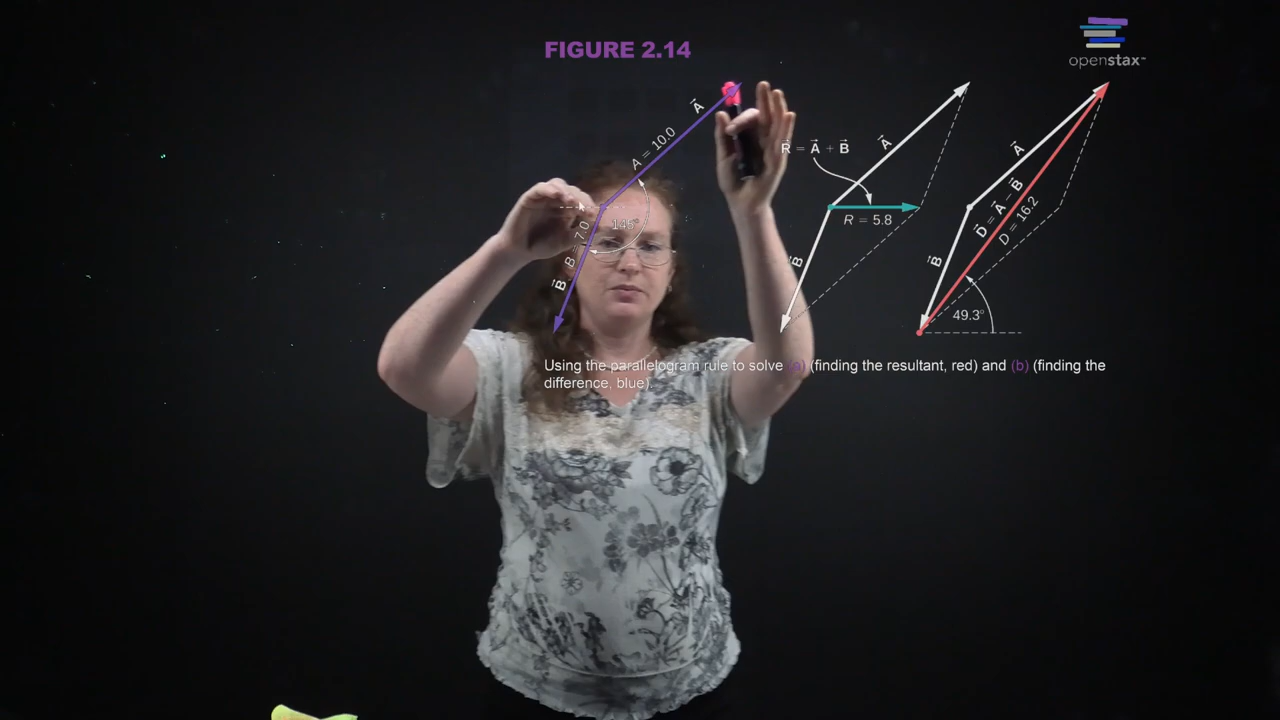 FIGURE 2.14
openstax™
A⃗
A = 10.0
145°
B = 7.0
B⃗
R⃗ = A⃗ + B⃗
A⃗
R = 5.8
B⃗
A⃗
D⃗ = A⃗ − B⃗
D = 16.2
B⃗
49.3°
Using the parallelogram rule to solve (a) (finding the resultant, red) and (b) (finding the
difference, blue).